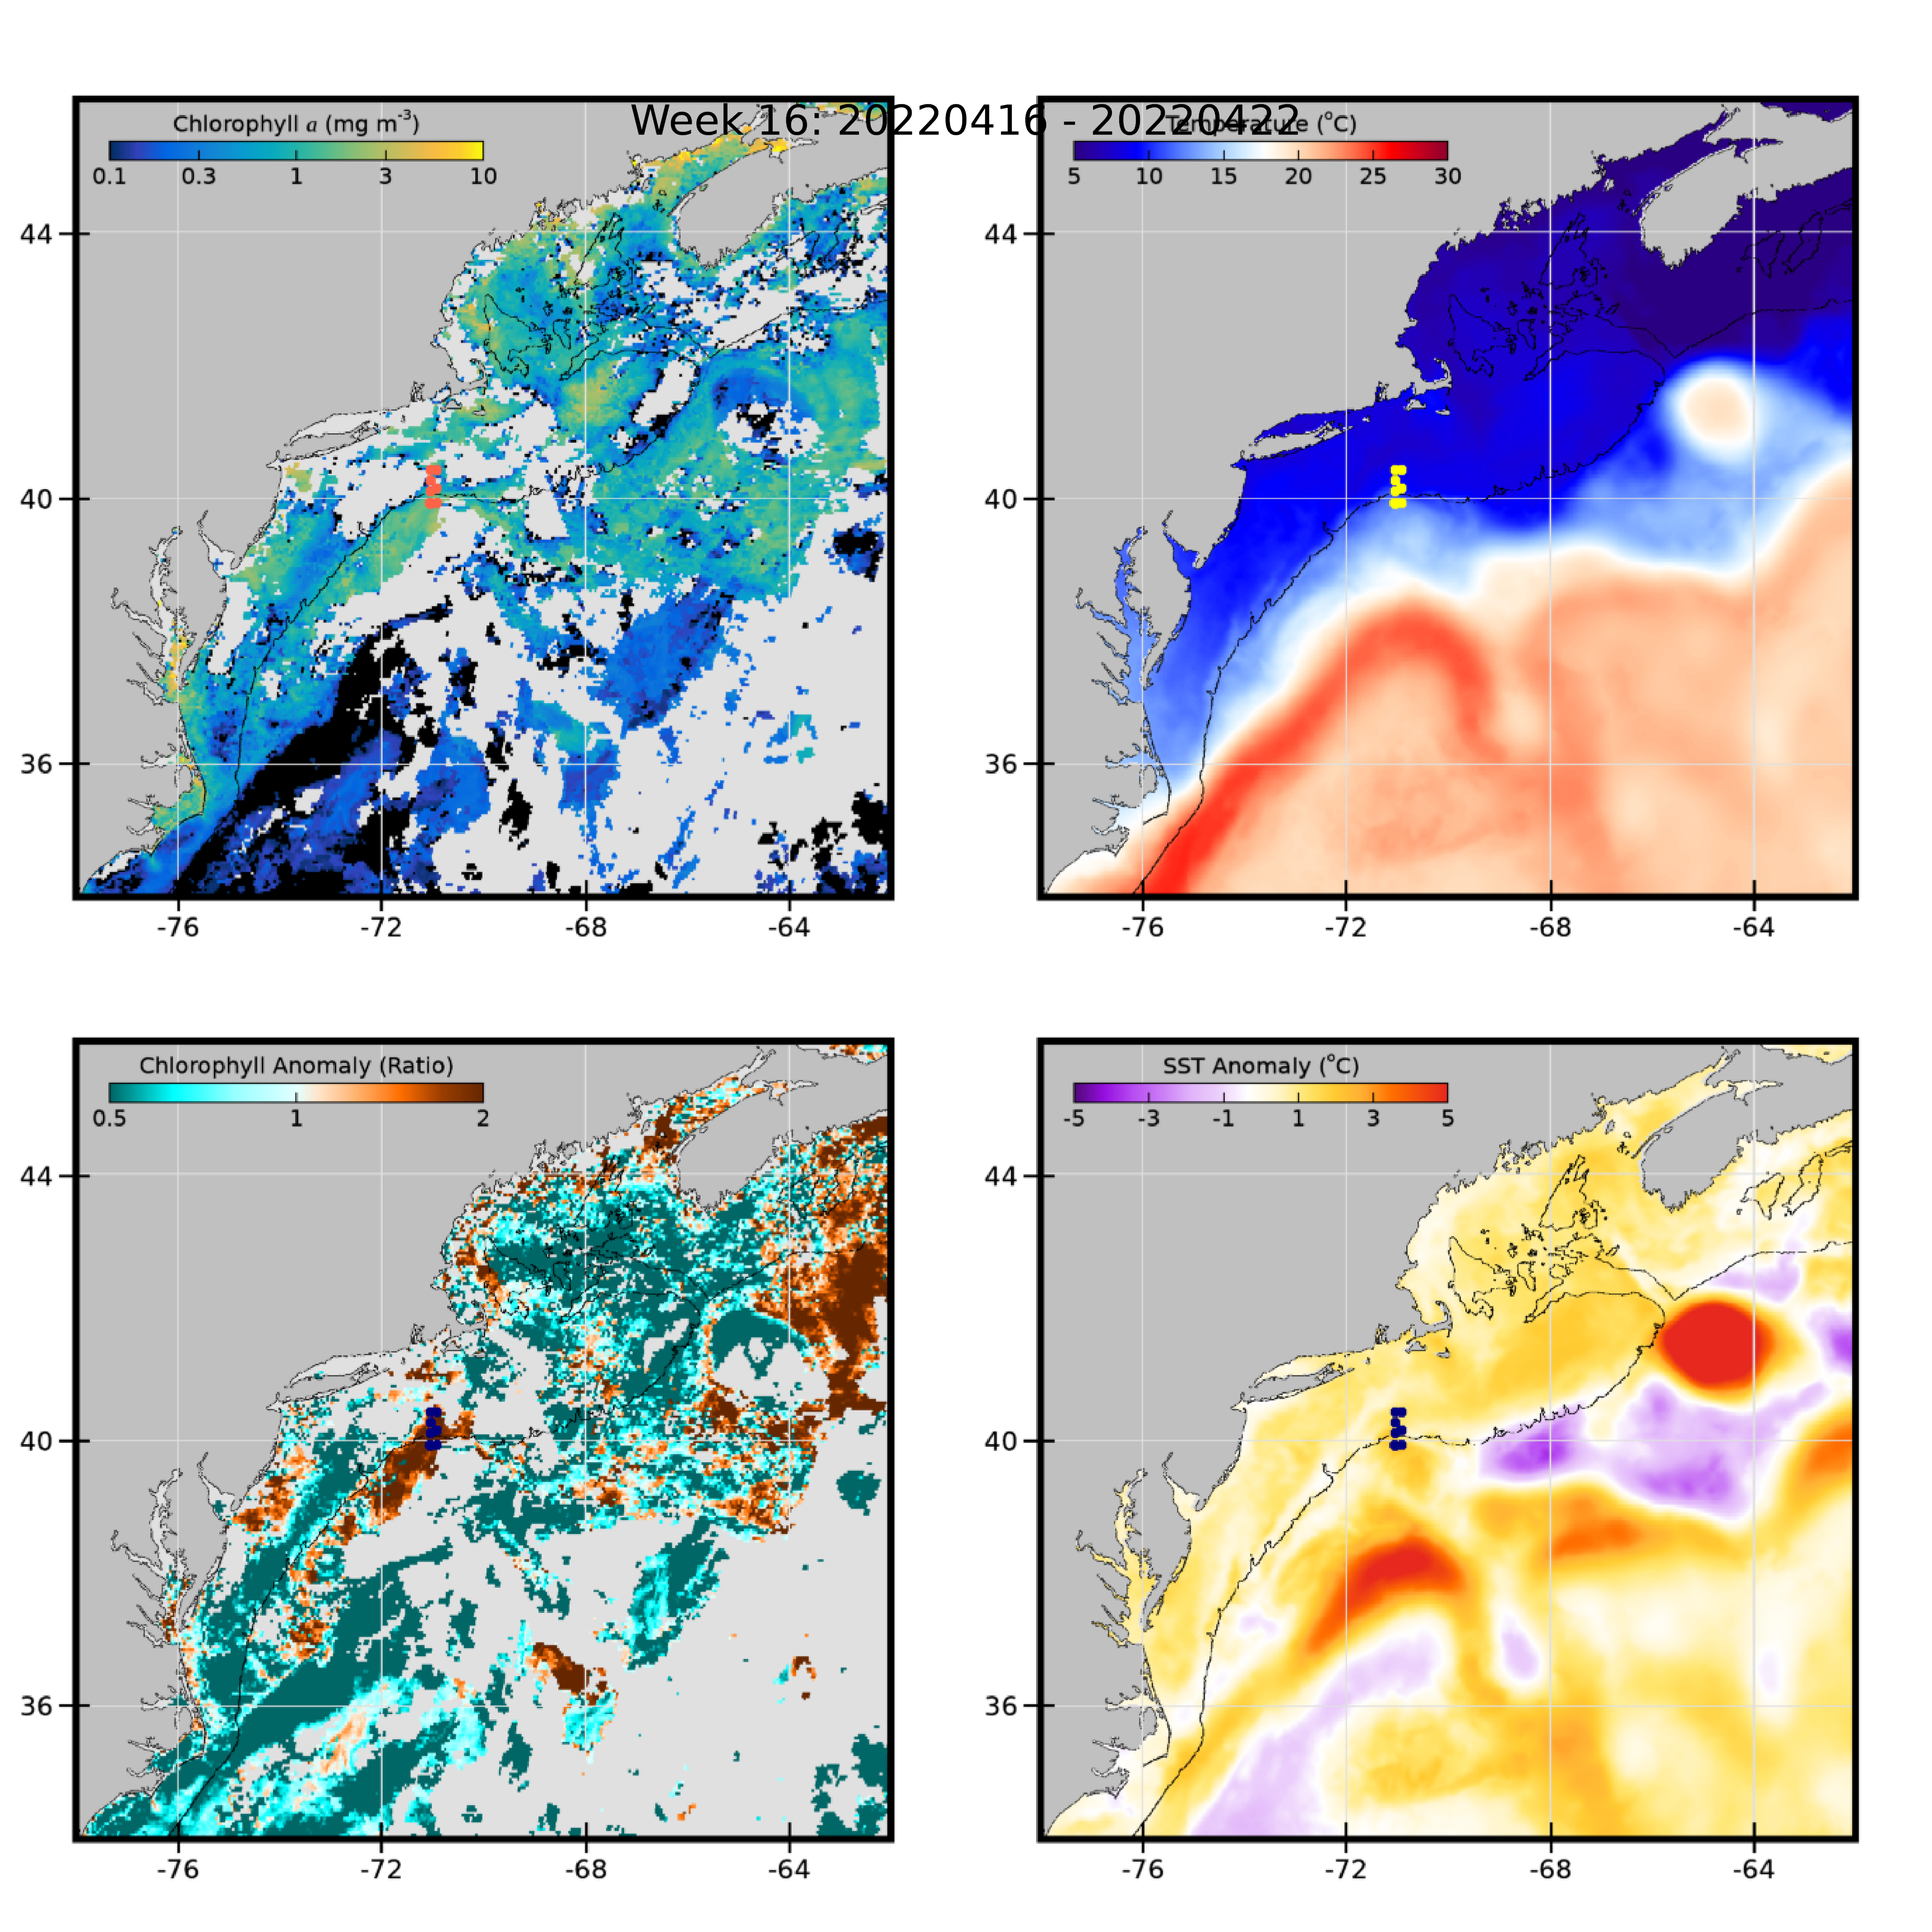 Week 16: 20220416 - 20220422
Chlorophyll a (mg m-3)
0.1 0.3 1 3 10
44
40
36
-76 -72 -68 -64
Temperature (°C)
5 10 15 20 25 30
44
40
36
-76 -72 -68 -64
Chlorophyll Anomaly (Ratio)
0.5 1 2
44
40
36
-76 -72 -68 -64
SST Anomaly (°C)
-5 -3 -1 1 3 5
44
40
36
-76 -72 -68 -64